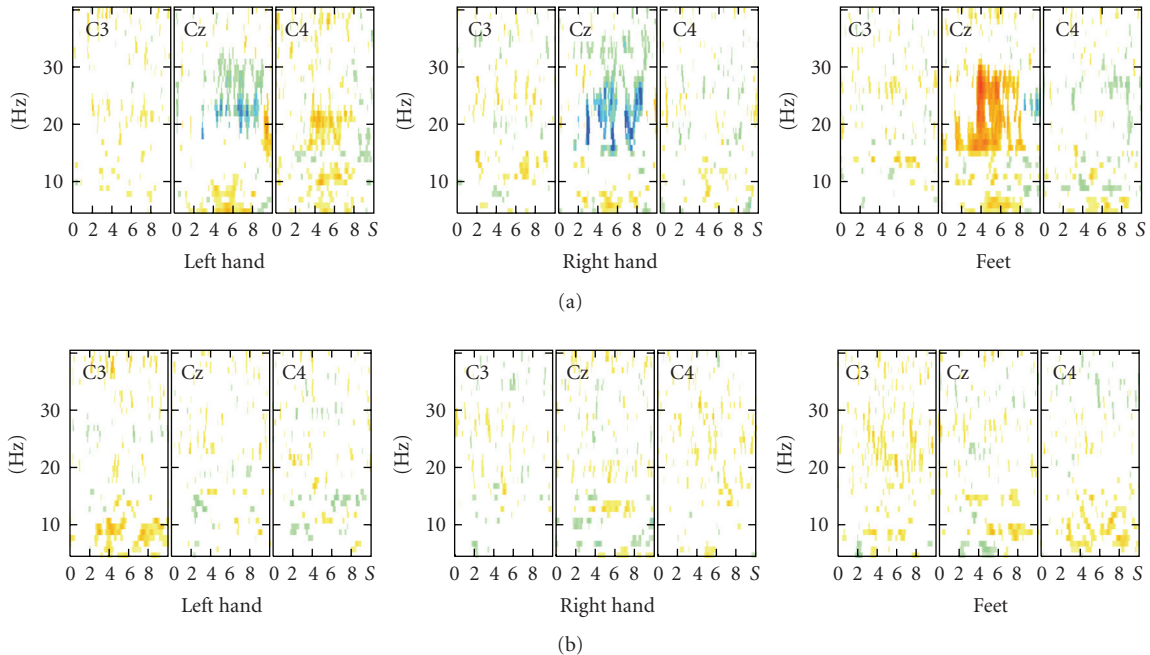 C3 Cz C4 C3 Cz C4 C3 Cz C4
30 30 30
20 20 20
10 10 10
(Hz) (Hz) (Hz)
0 2 4 6 8 0 2 4 6 8 0 2 4 6 8 S 0 2 4 6 8 0 2 4 6 8 0 2 4 6 8 S 0 2 4 6 8 0 2 4 6 8 0 2 4 6 8 S
Left hand Right hand Feet
(a)
C3 Cz C4 C3 Cz C4 C3 Cz C4
30 30 30
20 20 20
10 10 10
(Hz) (Hz) (Hz)
0 2 4 6 8 0 2 4 6 8 0 2 4 6 8 S 0 2 4 6 8 0 2 4 6 8 0 2 4 6 8 S 0 2 4 6 8 0 2 4 6 8 0 2 4 6 8 S
Left hand Right hand Feet
(b)